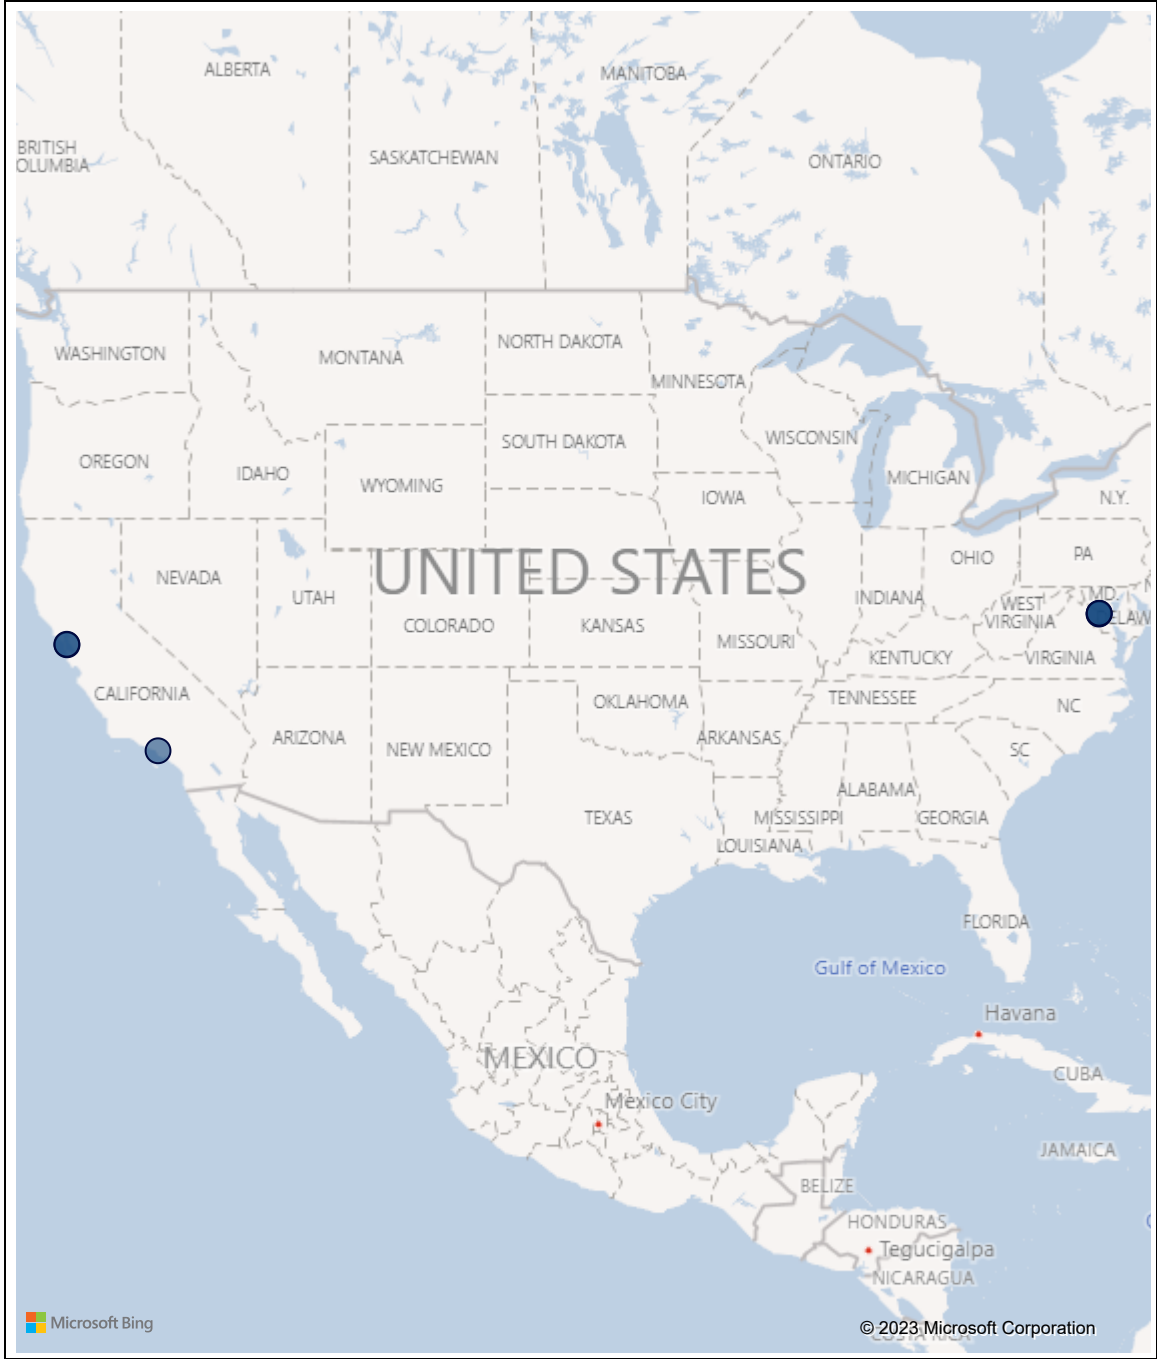 ALBERTA
MANITOBA
BRITISH
OLUMBIA
SASKATCHEWAN
ONTARIO
WASHINGTON
MONTANA
NORTH DAKOTA
MINNESOTA
OREGON
IDAHO
WYOMING
SOUTH DAKOTA
WISCONSIN
MICHIGAN
IOWA
N.Y.
NEVADA
UTAH
UNITED STATES
OHIO
PA
INDIANA
WEST
VIRGINIA
MD.
ELAW
COLORADO
KANSAS
MISSOURI
KENTUCKY
VIRGINIA
CALIFORNIA
ARIZONA
NEW MEXICO
OKLAHOMA
ARKANSAS
TENNESSEE
NC
SC
TEXAS
ALABAMA
MISSISSIPPI
GEORGIA
LOUISIANA
FLORIDA
Gulf of Mexico
Havana
CUBA
MEXICO
Mexico City
JAMAICA
BELIZE
HONDURAS
Tegucigalpa
NICARAGUA
COSTA RICA
Microsoft Bing
© 2023 Microsoft Corporation